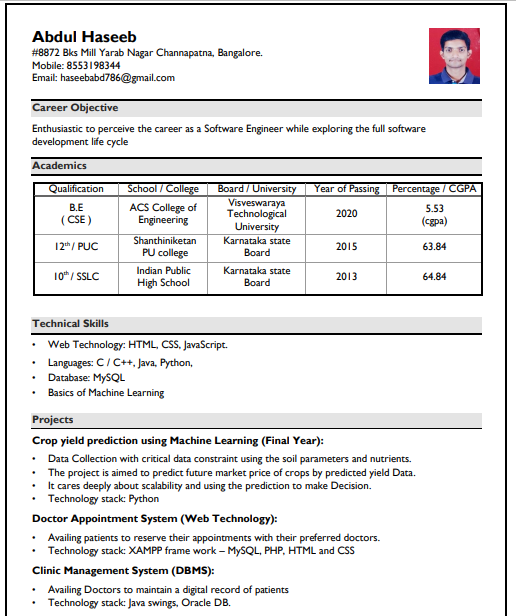 Abdul Haseeb
#8872 Bks Mill Yarab Nagar Channapatna, Bangalore.
Mobile: 8553198344
Email: haseebabd786@gmail.com
Career Objective
Enthusiastic to perceive the career as a Software Engineer while exploring the full software
development life cycle
Academics
Qualification School / College Board / University Year of Passing Percentage / CGPA
B.E ( CSE ) ACS College of Engineering Visveswaraya Technological University 2020 5.53 (cgpa)
12th / PUC Shanthiniketan PU college Karnataka state Board 2015 63.84
10th / SSLC Indian Public High School Karnataka state Board 2013 64.84
Technical Skills
• Web Technology: HTML, CSS, JavaScript.
• Languages: C / C++, Java, Python,
• Database: MySQL
• Basics of Machine Learning
Projects
Crop yield prediction using Machine Learning (Final Year):
• Data Collection with critical data constraint using the soil parameters and nutrients.
• The project is aimed to predict future market price of crops by predicted yield Data.
• It cares deeply about scalability and using the prediction to make Decision.
• Technology stack: Python
Doctor Appointment System (Web Technology):
• Availing patients to reserve their appointments with their preferred doctors.
• Technology stack: XAMPP frame work – MySQL, PHP, HTML and CSS
Clinic Management System (DBMS):
• Availing Doctors to maintain a digital record of patients
• Technology stack: Java swings, Oracle DB.